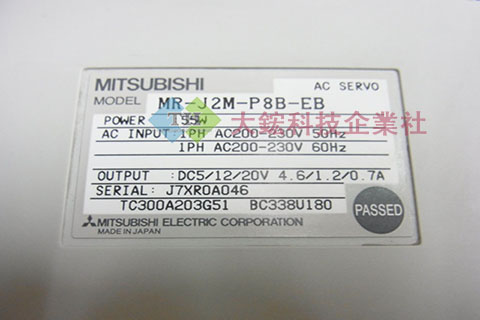 MITSUBISHI
AC SERVO
MODEL MR-J2M-P8B-EB
POWER : 55W
AC INPUT : 1PH AC200-230V 50Hz
1PH AC200-230V 60Hz
大鋐科技企業社
OUTPUT : DC5/12/20V 4.6/1.2/0.7A
SERIAL: J7XR0A046
TC300A203G51 BC338U180
PASSED
MITSUBISHI ELECTRIC CORPORATION
MADE IN JAPAN